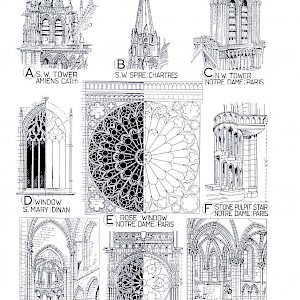 A S.W. TOWER
AMIENS CATH:
B
S.W. SPIRE: CHARTRES
C N.W. TOWER
NOTRE DAME: PARIS
D WINDOW
S. MARY: DINAN
E ROSE WINDOW
NOTRE DAME: PARIS
F STONE PULPIT STAIR
NOTRE DAME: PARIS